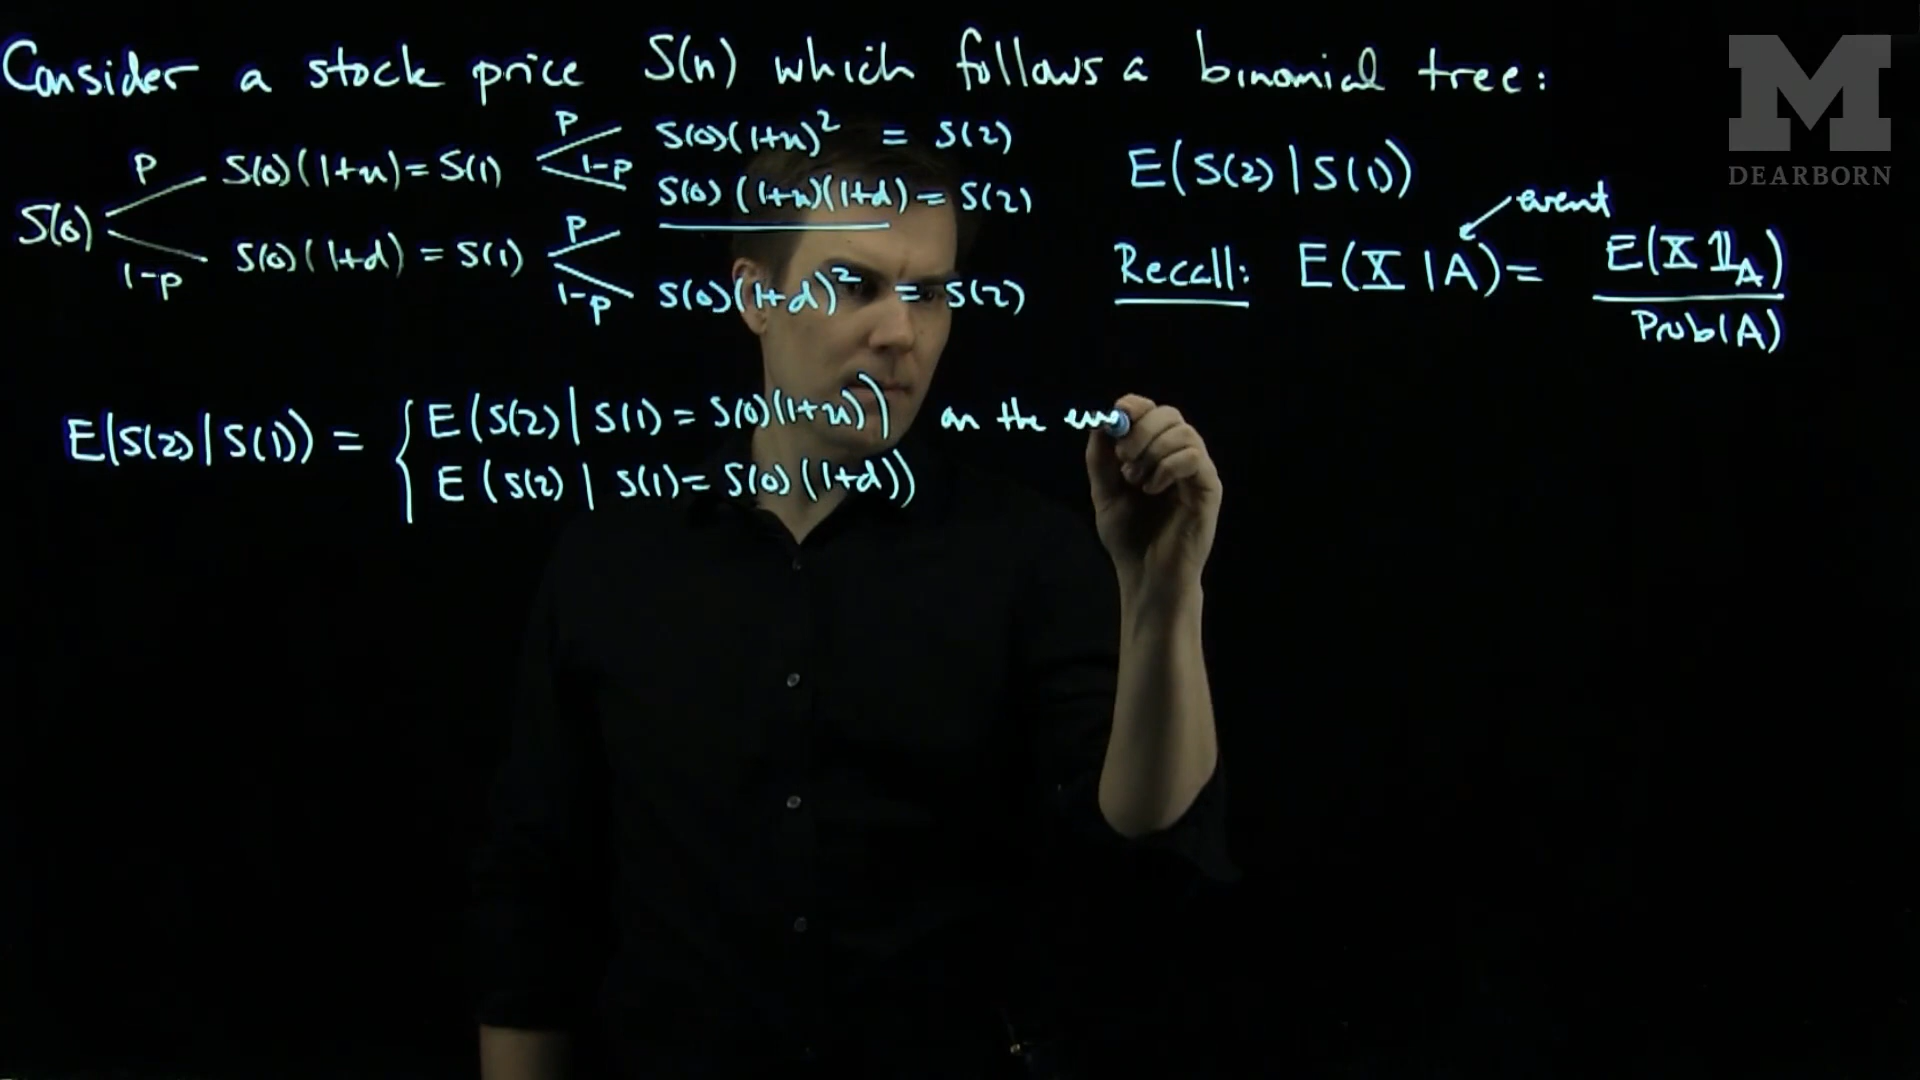 Consider a stock price S(n) which follows a binomial tree:
M
DEARBORN
S(0)
p
1-p
S(0)(1+u)=S(1)
S(0)(1+d) = S(1)
p
1-p
p
1-p
S(0)(1+u)² = S(2)
S(0)(1+u)(1+d) = S(2)
S(0)(1+d)² = S(2)
E(S(2)|S(1))
event
Recall: E(X|A) = E(X 𝟙_A) / Prob(A)
E(S(2)|S(1)) = { E(S(2)|S(1) = S(0)(1+u)) on the
E(S(2)|S(1) = S(0)(1+d))